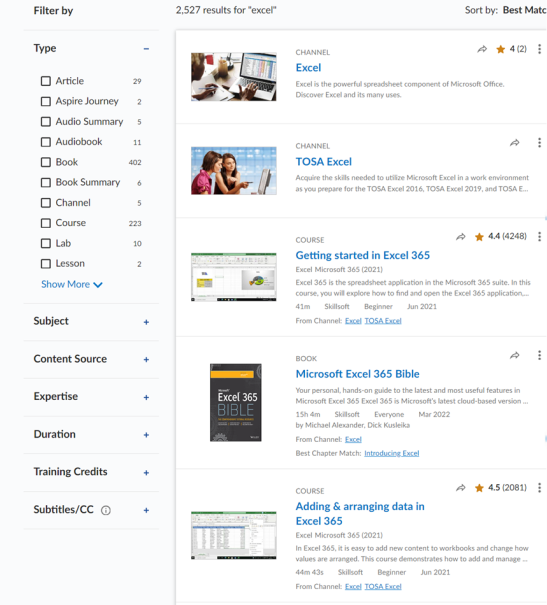 Filter by
2,527 results for "excel"
Sort by: Best Matc
Type
Article 29
Aspire Journey 2
Audio Summary 5
Audiobook 11
Book 402
Book Summary 6
Channel 5
Course 223
Lab 10
Lesson 2
Show More
Subject
Content Source
Expertise
Duration
Training Credits
Subtitles/CC
CHANNEL
4 (2)
Excel
Excel is the powerful spreadsheet component of Microsoft Office.
Discover Excel and its many uses.
CHANNEL
TOSA Excel
Acquire the skills needed to utilize Microsoft Excel in a work environment
as you prepare for the TOSA Excel 2016, TOSA Excel 2019, and TOSA E...
COURSE
4.4 (4248)
Getting started in Excel 365
Excel Microsoft 365 (2021)
Excel 365 is the spreadsheet application in the Microsoft 365 suite. In this
course, you will explore how to find and open the Excel 365 application,...
41m Skillsoft Beginner Jun 2021
From Channel: Excel TOSA Excel
Microsoft
Excel 365
BIBLE
BOOK
Microsoft Excel 365 Bible
Your personal, hands-on guide to the latest and most useful features in
Microsoft Excel 365 Excel 365 is Microsoft's latest cloud-based version ...
15h 4m Skillsoft Everyone Mar 2022
by Michael Alexander, Dick Kusleika
From Channel: Excel
Best Chapter Match: Introducing Excel
COURSE
4.5 (2081)
Adding & arranging data in
Excel 365
Excel Microsoft 365 (2021)
In Excel 365, it is easy to add new content to workbooks and change how
values are arranged. This course demonstrates how to add and manage ...
44m 43s Skillsoft Beginner Jun 2021
From Channel: Excel TOSA Excel